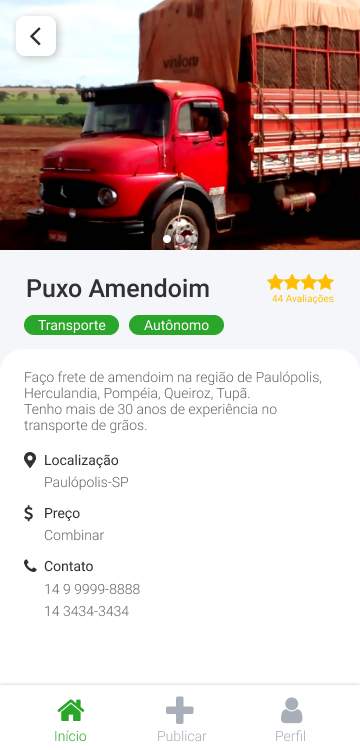 vinilom
Puxo Amendoim
44 Avaliações
Transporte
Autônomo
Faço frete de amendoim na região de Paulópolis,
Herculandia, Pompéia, Queiroz, Tupã.
Tenho mais de 30 anos de experiência no
transporte de grãos.
Localização
Paulópolis-SP
Preço
Combinar
Contato
14 9 9999-8888
14 3434-3434
Início
Publicar
Perfil